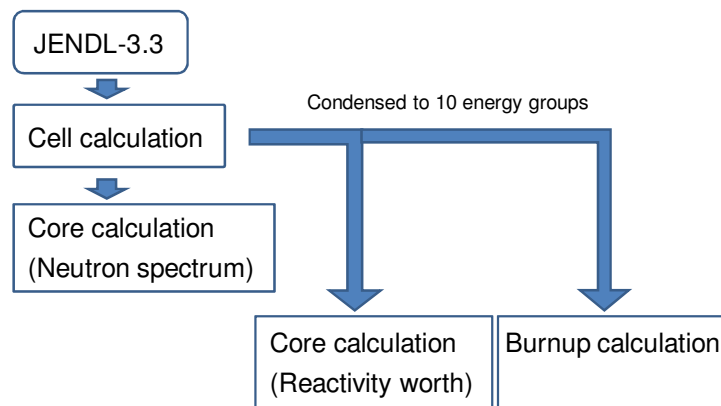 JENDL-3.3
Condensed to 10 energy groups
Cell calculation
Core calculation
(Neutron spectrum)
Core calculation
(Reactivity worth)
Burnup calculation